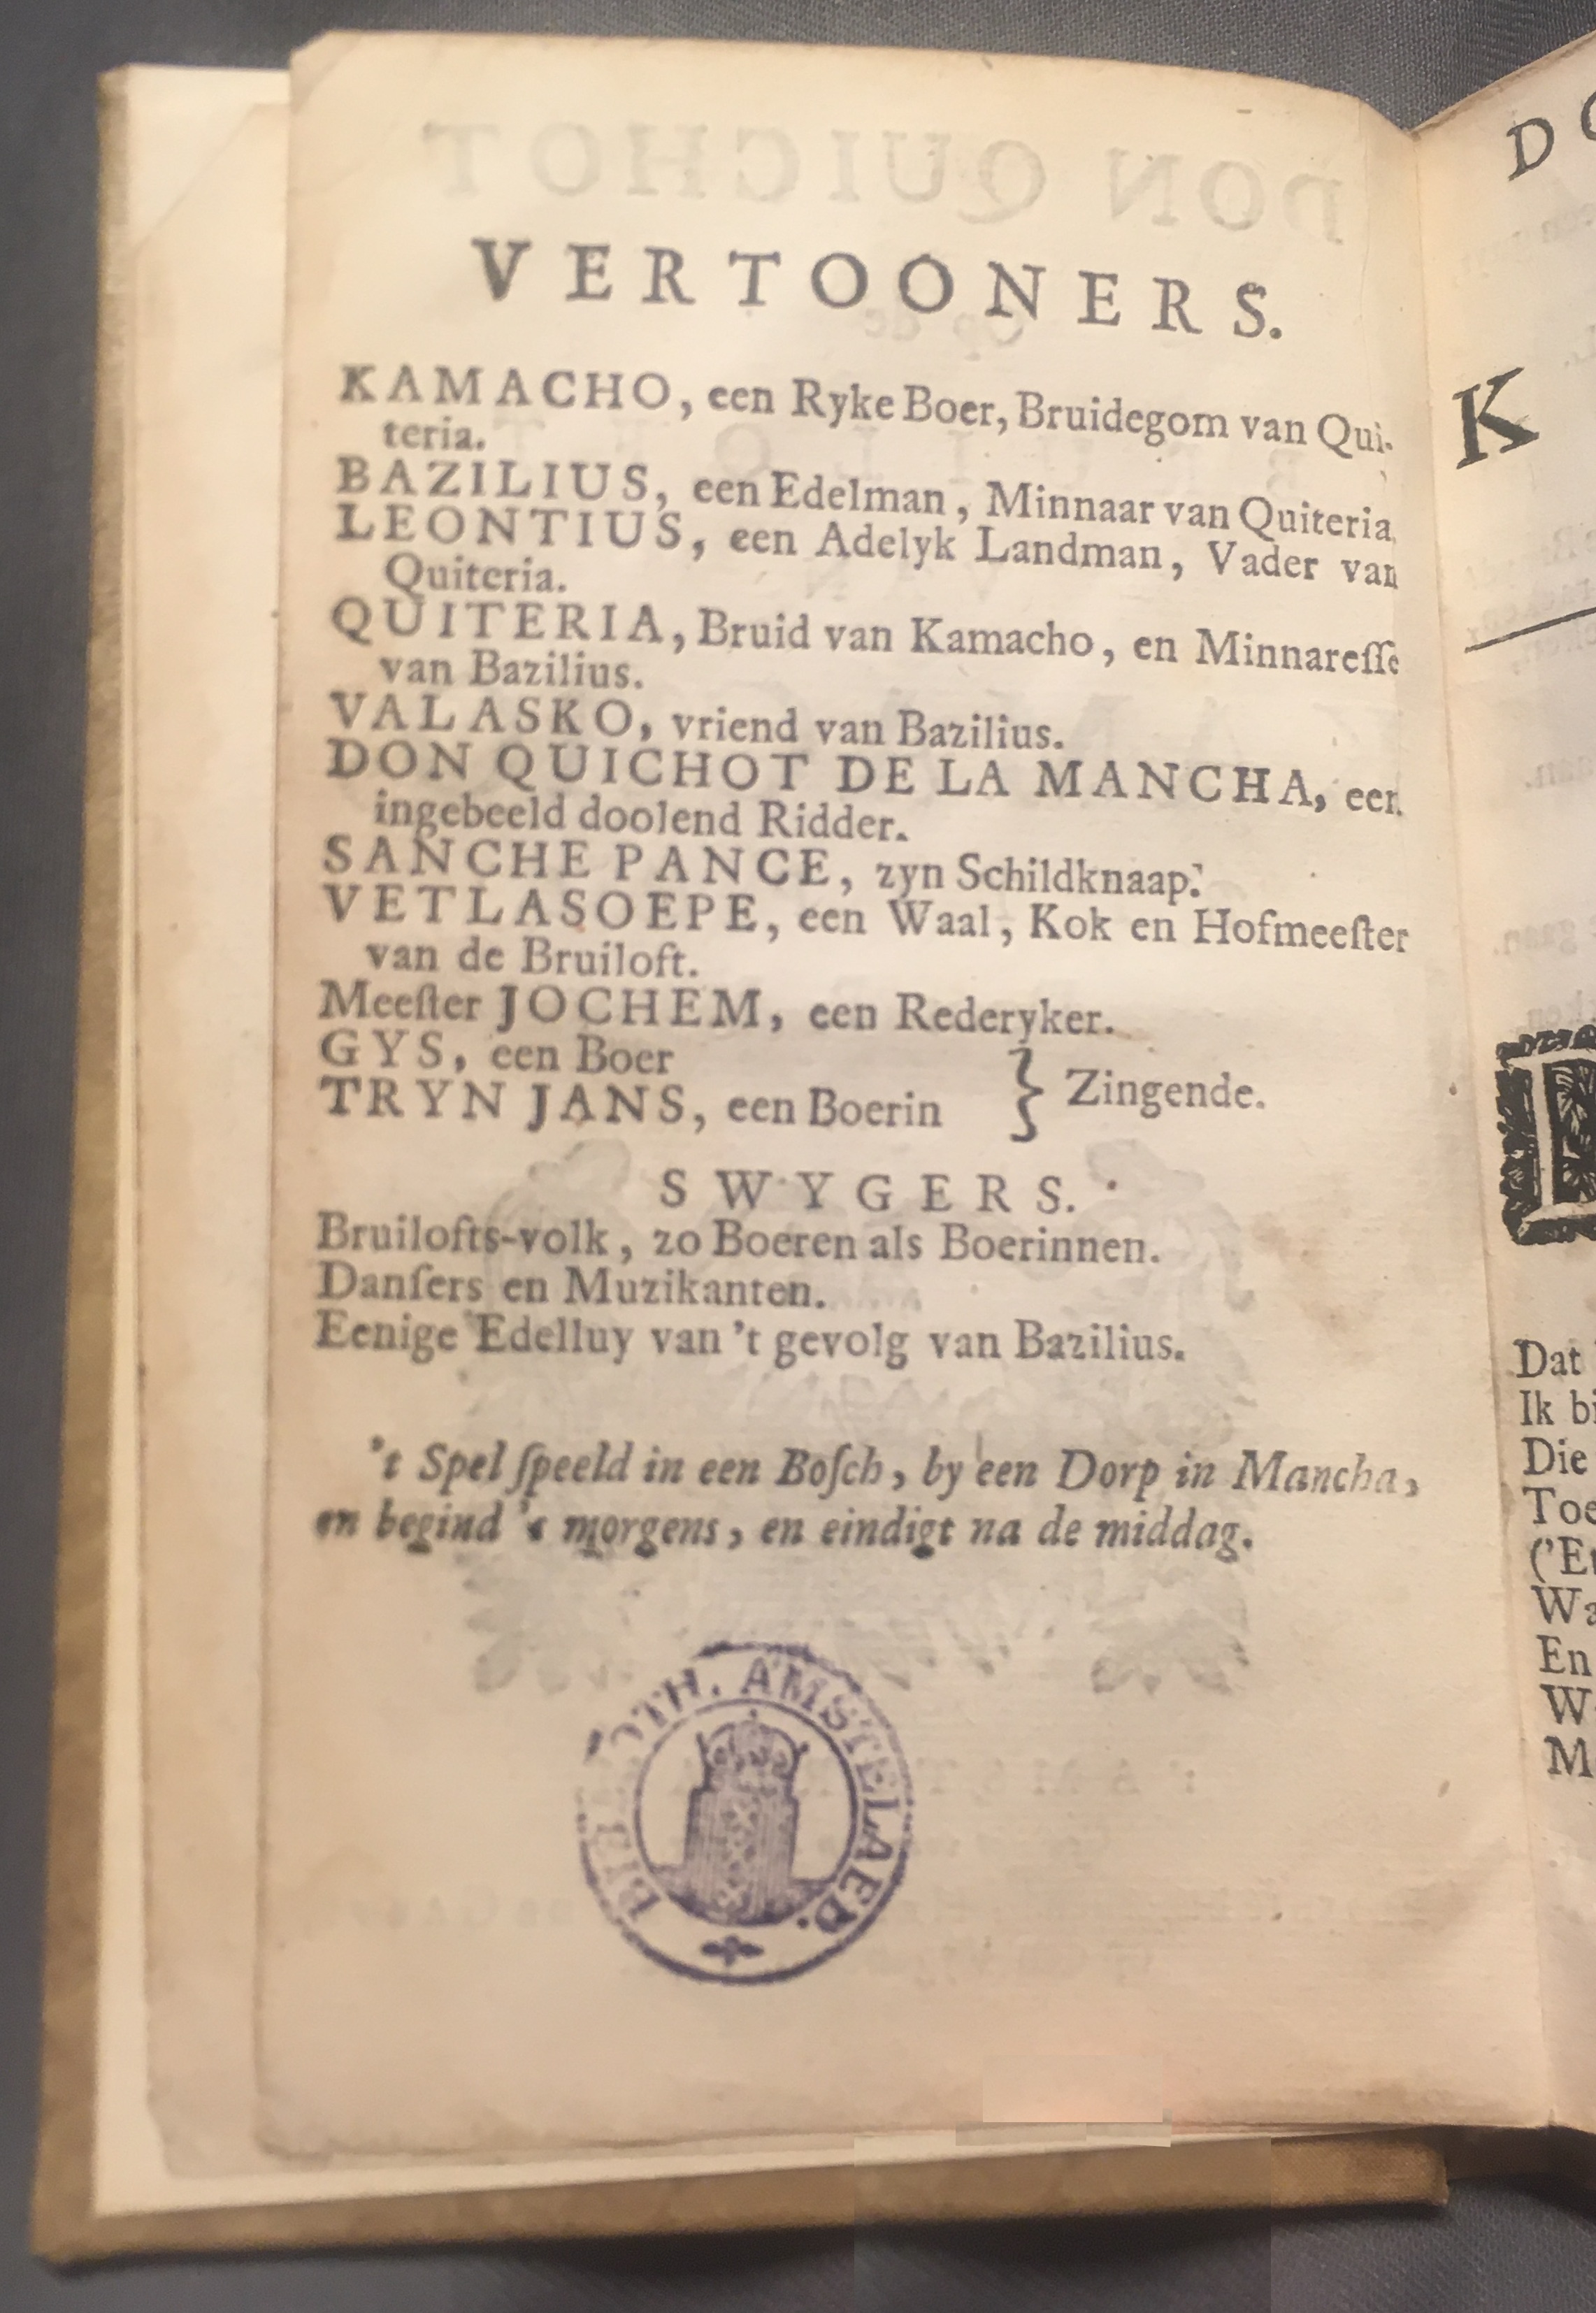 VERTOONERS.
KAMACHO, een Ryke Boer, Bruidegom van Qui-
teria.
BAZILIUS, een Edelman, Minnaar van Quiteria
LEONTIUS, een Adelyk Landman, Vader van
Quiteria.
QUITERIA, Bruid van Kamacho, en Minnareſſe
van Bazilius.
VALASKO, vriend van Bazilius.
DON QUICHOT DE LA MANCHA, een
ingebeeld doolend Ridder.
SANCHE PANCE, zyn Schildknaap.
VETLASOEPE, een Waal, Kok en Hofmeeſter
van de Bruiloft.
Meeſter JOCHEM, een Rederyker.
GYS, een Boer
TRYN JANS, een Boerin } Zingende.
SWYGERS.
Bruilofts-volk, zo Boeren als Boerinnen.
Danſers en Muzikanten.
Eenige Edelluy van 't gevolg van Bazilius.
't Spel ſpeeld in een Boſch, by een Dorp in Mancha,
en begind 's morgens, en eindigt na de middag.
BIBLIOTH. AMSTELAED.
D
K
Dat
Ik bi
Die
Toe
('Et
Wa
En
W
M